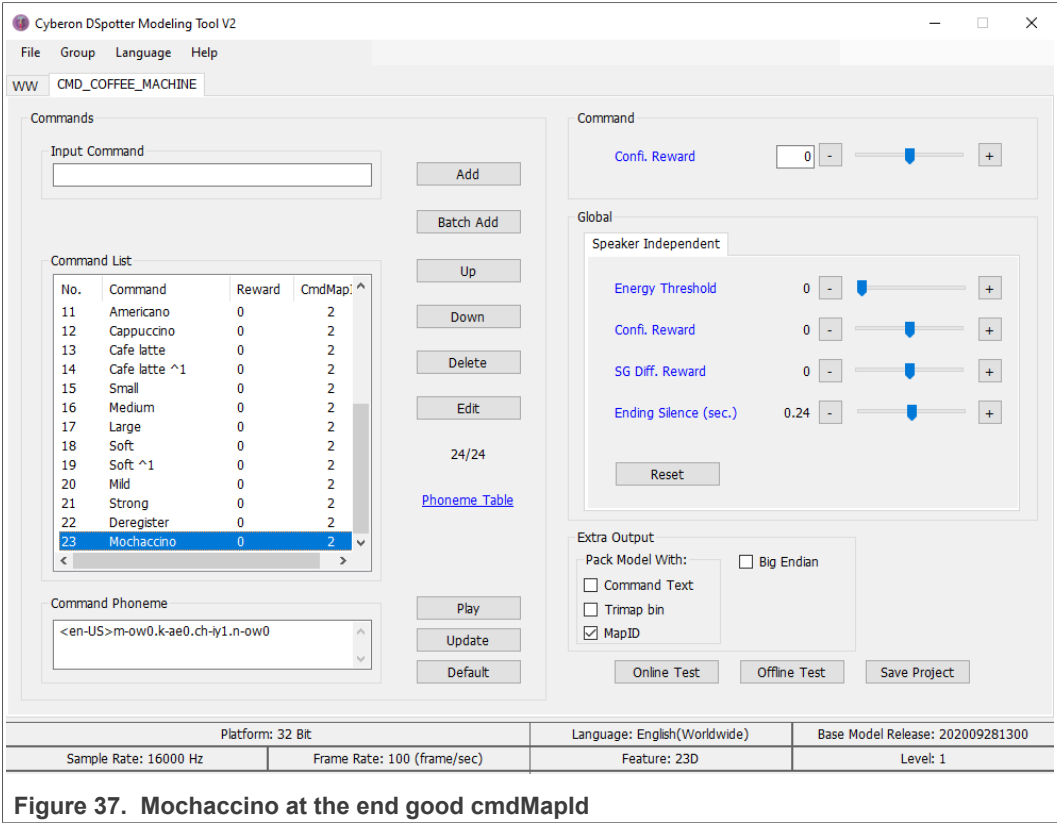 Cyberon DSpotter Modeling Tool V2
File Group Language Help
WW CMD_COFFEE_MACHINE
Commands
Input Command
Add
Batch Add
Command List
No. Command Reward CmdMapI
11 Americano 0 2
12 Cappuccino 0 2
13 Cafe latte 0 2
14 Cafe latte ^1 0 2
15 Small 0 2
16 Medium 0 2
17 Large 0 2
18 Soft 0 2
19 Soft ^1 0 2
20 Mild 0 2
21 Strong 0 2
22 Deregister 0 2
23 Mochaccino 0 2
Up
Down
Delete
Edit
24/24
Phoneme Table
Command Phoneme
<en-US>m-ow0.k-ae0.ch-iy1.n-ow0
Play
Update
Default
Command
Confi. Reward 0 - +
Global
Speaker Independent
Energy Threshold 0 - +
Confi. Reward 0 - +
SG Diff. Reward 0 - +
Ending Silence (sec.) 0.24 - +
Reset
Extra Output
Pack Model With:
Command Text
Trimap bin
MapID
Big Endian
Online Test Offline Test Save Project
Platform: 32 Bit Language: English(Worldwide) Base Model Release: 202009281300
Sample Rate: 16000 Hz Frame Rate: 100 (frame/sec) Feature: 23D Level: 1
Figure 37. Mochaccino at the end good cmdMapId